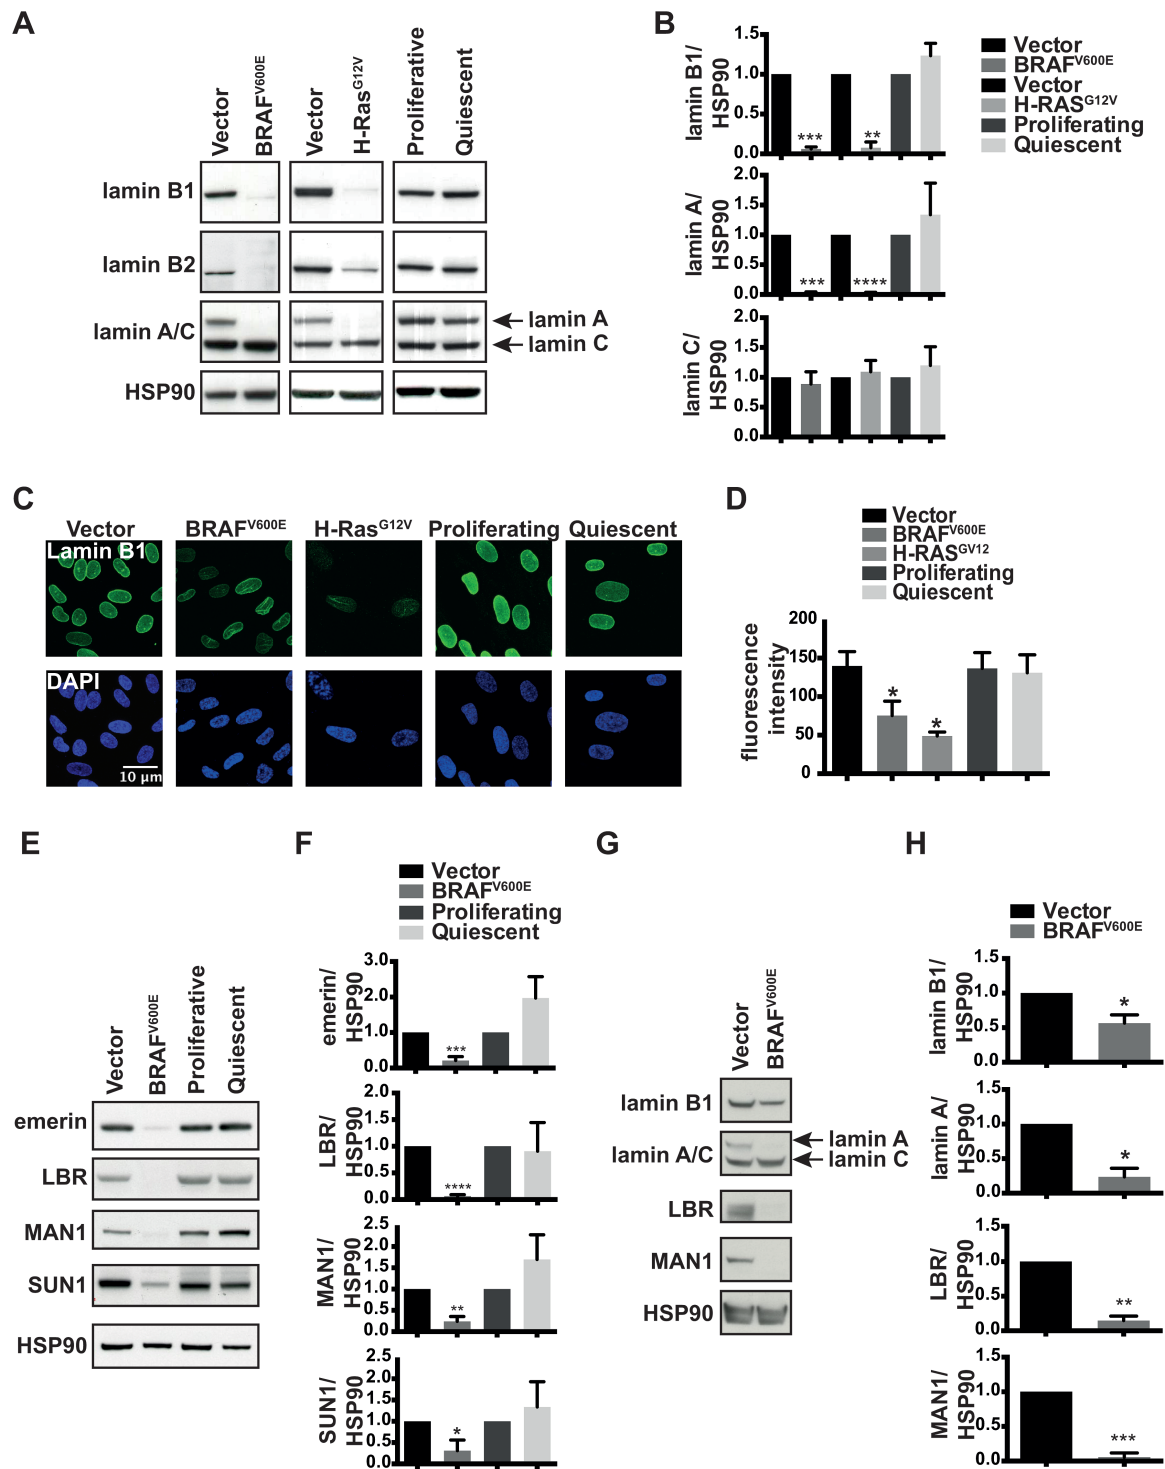 A
Vector
BRAFV600E
Vector
H-RasG12V
Proliferative
Quiescent
lamin B1
lamin B2
lamin A/C
HSP90
lamin A
lamin C
B
lamin B1/
HSP90
1.5
1.0
0.5
0.0
***
**
Vector
BRAFV600E
Vector
H-RASG12V
Proliferating
Quiescent
lamin A/
HSP90
2.0
1.5
1.0
0.5
0.0
***
****
lamin C/
HSP90
2.0
1.5
1.0
0.5
0.0
C
Vector
BRAFV600E
H-RasG12V
Proliferating
Quiescent
Lamin B1
DAPI
10 µm
D
Vector
BRAFV600E
H-RASGV12
Proliferating
Quiescent
fluorescence
intensity
200
150
100
50
0
*
*
E
Vector
BRAFV600E
Proliferative
Quiescent
emerin
LBR
MAN1
SUN1
HSP90
F
Vector
BRAFV600E
Proliferating
Quiescent
emerin/
HSP90
3.0
2.0
1.0
0.0
***
LBR/
HSP90
2.0
1.5
1.0
0.5
0.0
****
MAN1/
HSP90
2.5
2.0
1.5
1.0
0.5
0.0
**
SUN1/
HSP90
2.5
2.0
1.5
1.0
0.5
0.0
*
G
Vector
BRAFV600E
lamin B1
lamin A/C
lamin A
lamin C
LBR
MAN1
HSP90
H
Vector
BRAFV600E
lamin B1/
HSP90
1.5
1.0
0.5
0.0
*
lamin A/
HSP90
1.5
1.0
0.5
0.0
*
LBR/
HSP90
1.5
1.0
0.5
0.0
**
MAN1/
HSP90
1.5
1.0
0.5
0.0
***